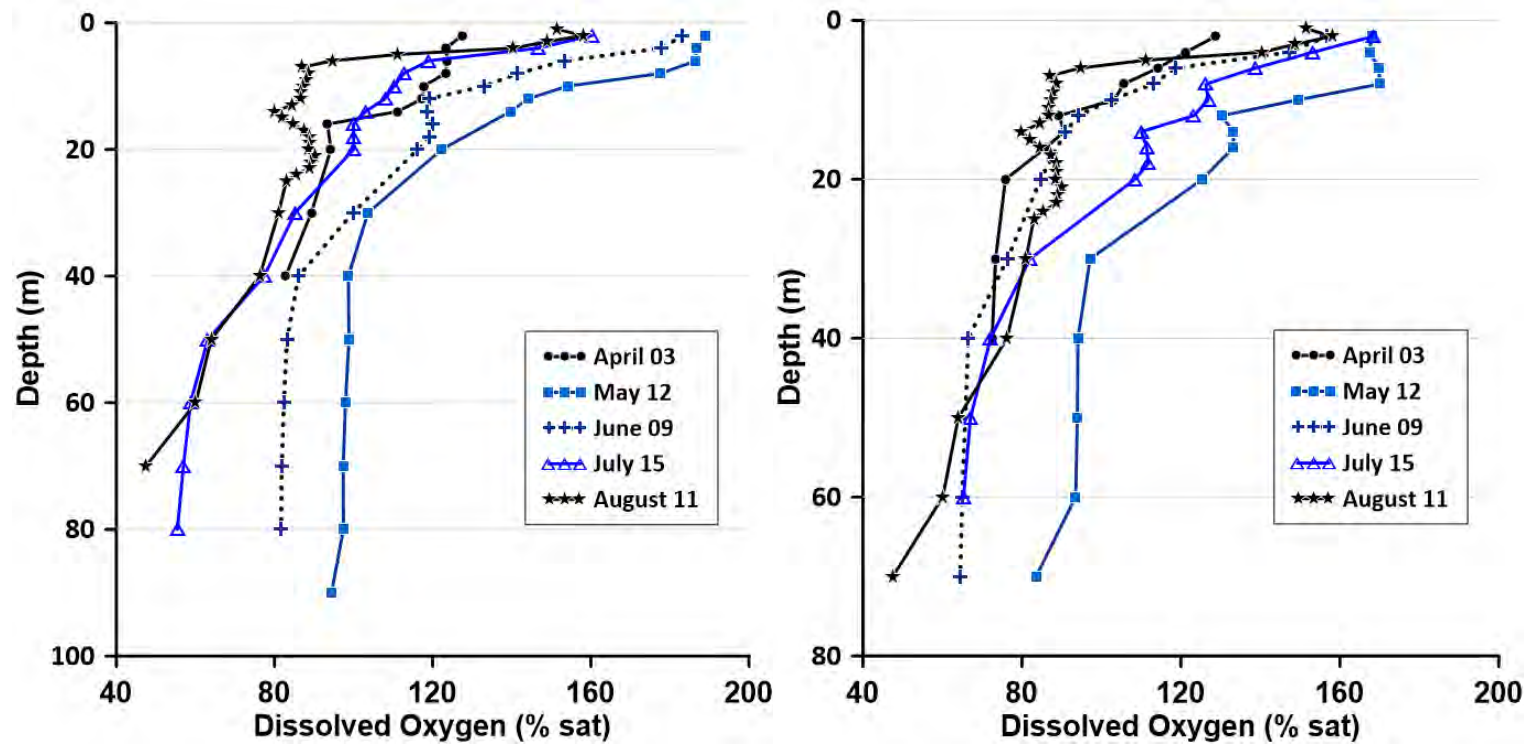 0
20
40
60
80
100
Depth (m)
40
80
120
160
200
Dissolved Oxygen (% sat)
April 03
May 12
June 09
July 15
August 11
0
20
40
60
80
Depth (m)
40
80
120
160
200
Dissolved Oxygen (% sat)
April 03
May 12
June 09
July 15
August 11